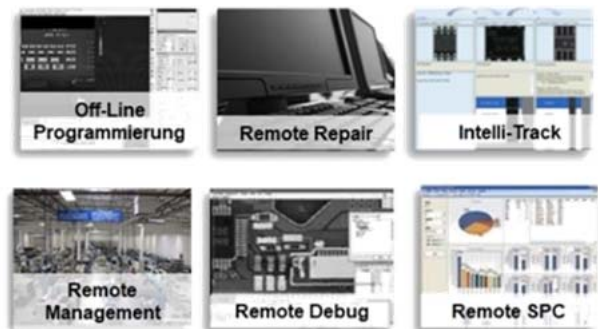 Off-Line
Programmierung
Remote Repair
Intelli-Track
Remote
Management
Remote Debug
Remote SPC